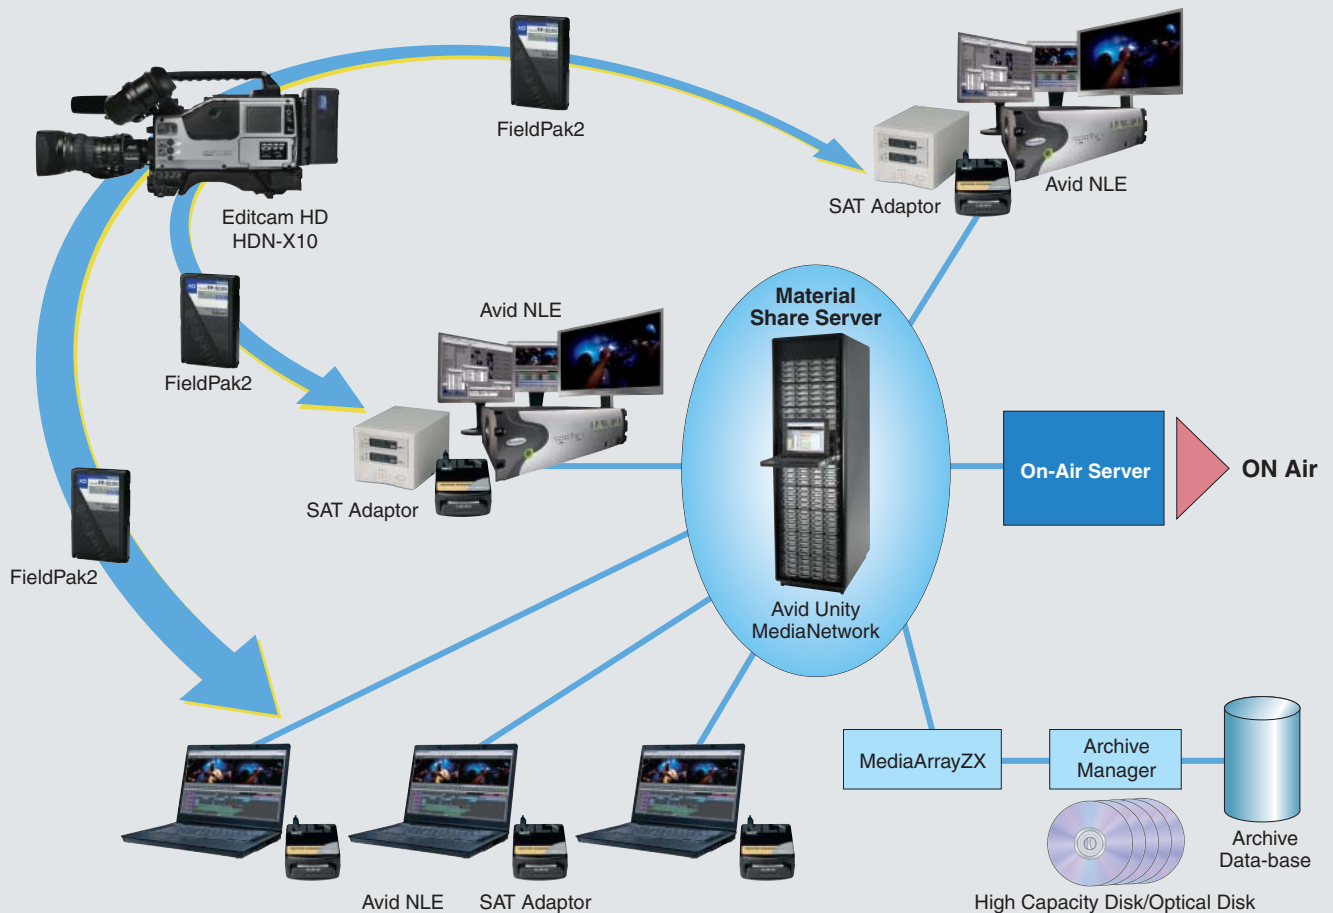 FieldPak2
Avid NLE
SAT Adaptor
Editcam HD
HDN-X10
FieldPak2
Avid NLE
SAT Adaptor
FieldPak2
Material
Share Server
Avid Unity
MediaNetwork
On-Air Server
ON Air
MediaArrayZX
Archive
Manager
Archive
Data-base
High Capacity Disk/Optical Disk
Avid NLE
SAT Adaptor